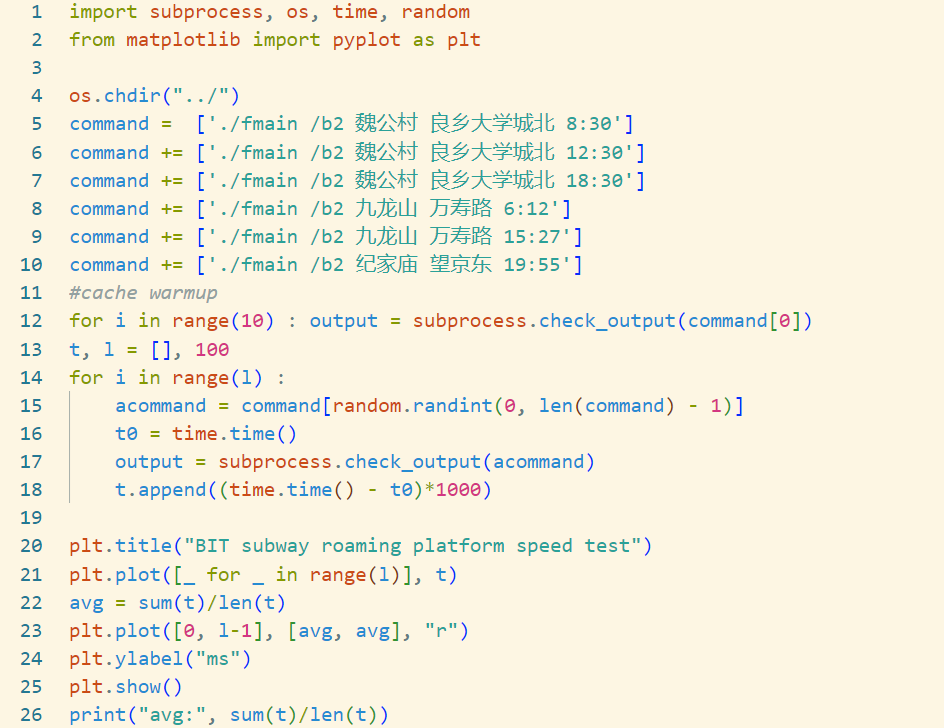 1 import subprocess, os, time, random
2 from matplotlib import pyplot as plt
3
4 os.chdir("../")
5 command =  ['./fmain /b2 魏公村 良乡大学城北 8:30']
6 command += ['./fmain /b2 魏公村 良乡大学城北 12:30']
7 command += ['./fmain /b2 魏公村 良乡大学城北 18:30']
8 command += ['./fmain /b2 九龙山 万寿路 6:12']
9 command += ['./fmain /b2 九龙山 万寿路 15:27']
10 command += ['./fmain /b2 纪家庙 望京东 19:55']
11 #cache warmup
12 for i in range(10) : output = subprocess.check_output(command[0])
13 t, l = [], 100
14 for i in range(l) :
15     acommand = command[random.randint(0, len(command) - 1)]
16     t0 = time.time()
17     output = subprocess.check_output(acommand)
18     t.append((time.time() - t0)*1000)
19
20 plt.title("BIT subway roaming platform speed test")
21 plt.plot([_ for _ in range(l)], t)
22 avg = sum(t)/len(t)
23 plt.plot([0, l-1], [avg, avg], "r")
24 plt.ylabel("ms")
25 plt.show()
26 print("avg:", sum(t)/len(t))